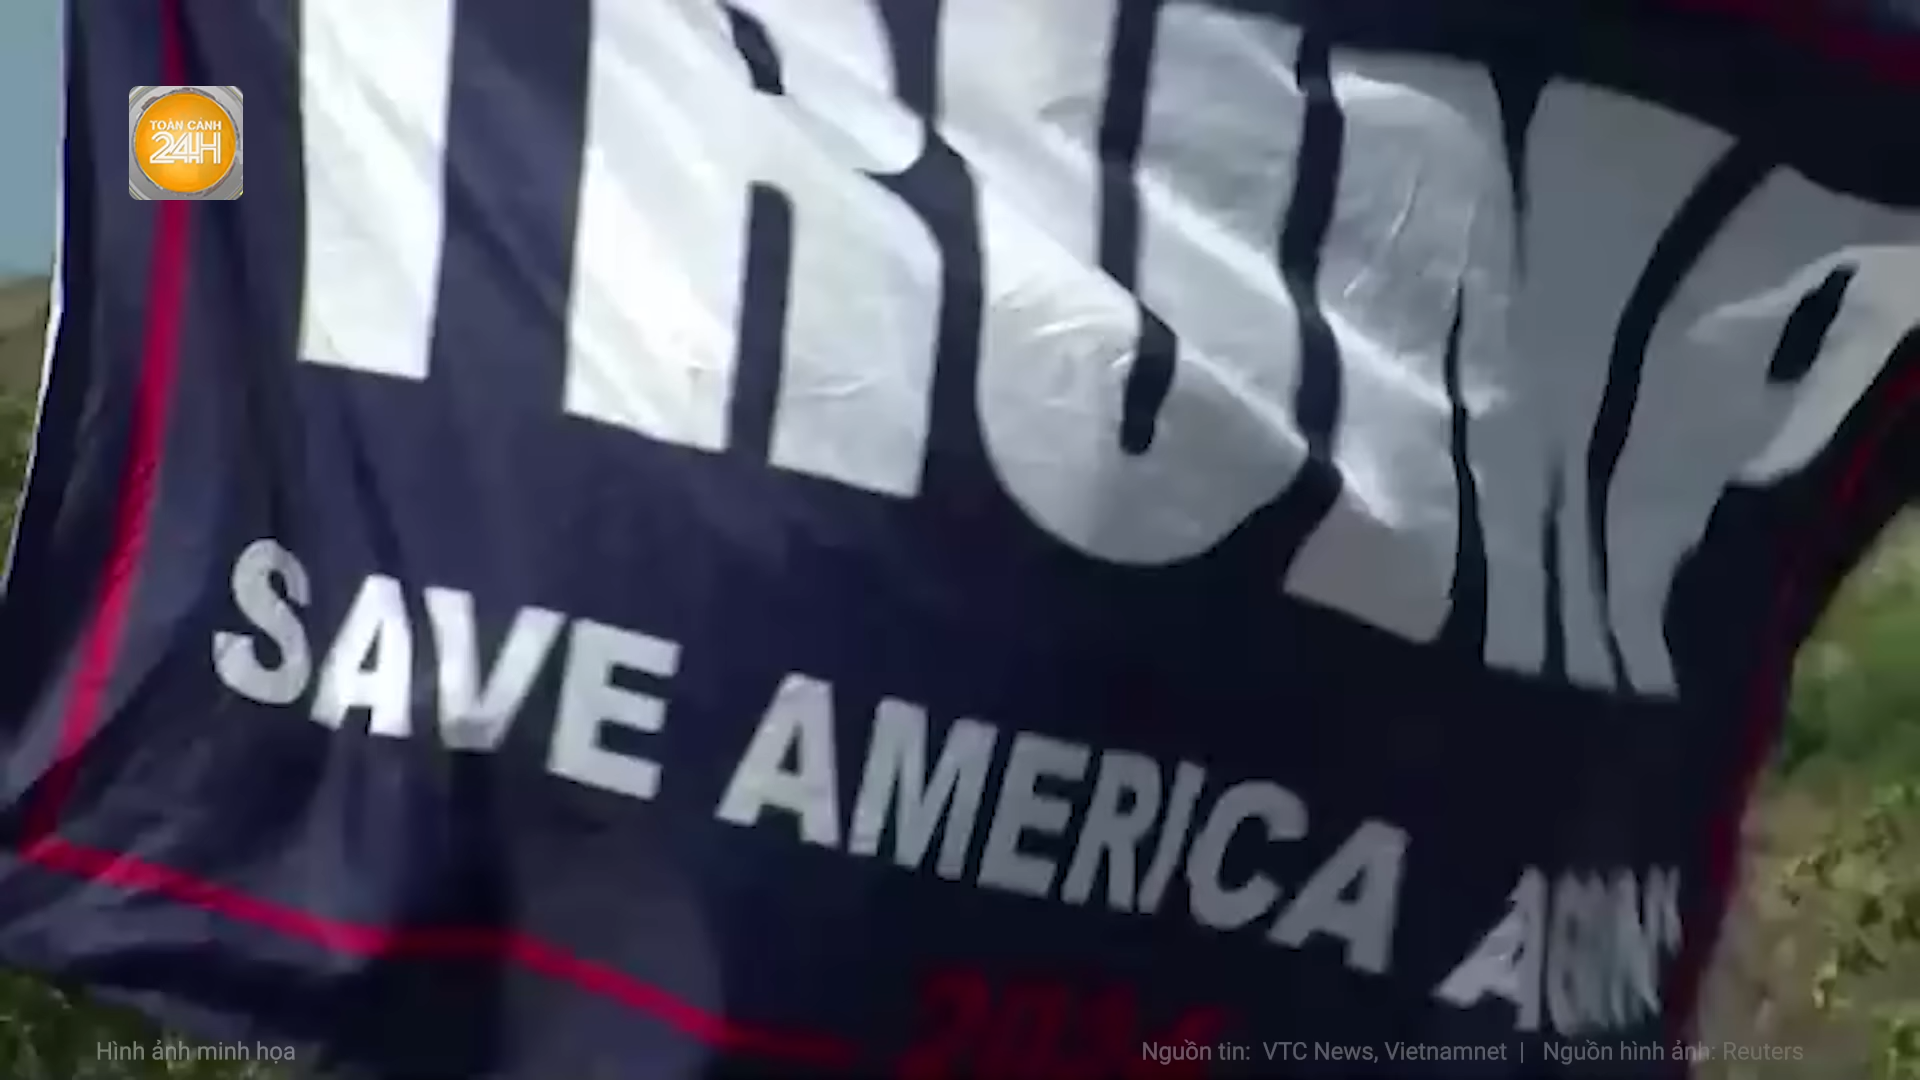 TOÀN CẢNH
24H
TRUMP
SAVE AMERICA AGAIN
Hình ảnh minh họa
Nguồn tin: VTC News, Vietnamnet | Nguồn hình ảnh: Reuters